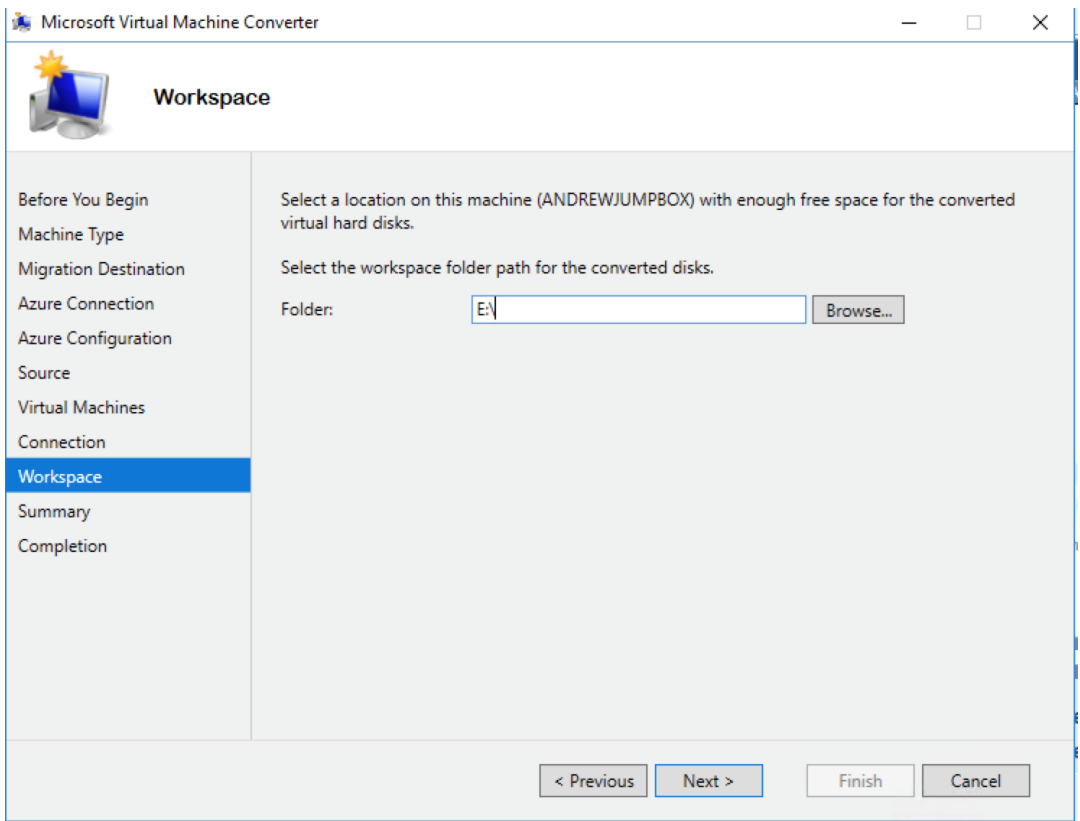 Microsoft Virtual Machine Converter
Workspace
Before You Begin
Machine Type
Migration Destination
Azure Connection
Azure Configuration
Source
Virtual Machines
Connection
Workspace
Summary
Completion
Select a location on this machine (ANDREWJUMPBOX) with enough free space for the converted
virtual hard disks.
Select the workspace folder path for the converted disks.
Folder: E:\ Browse...
< Previous Next > Finish Cancel